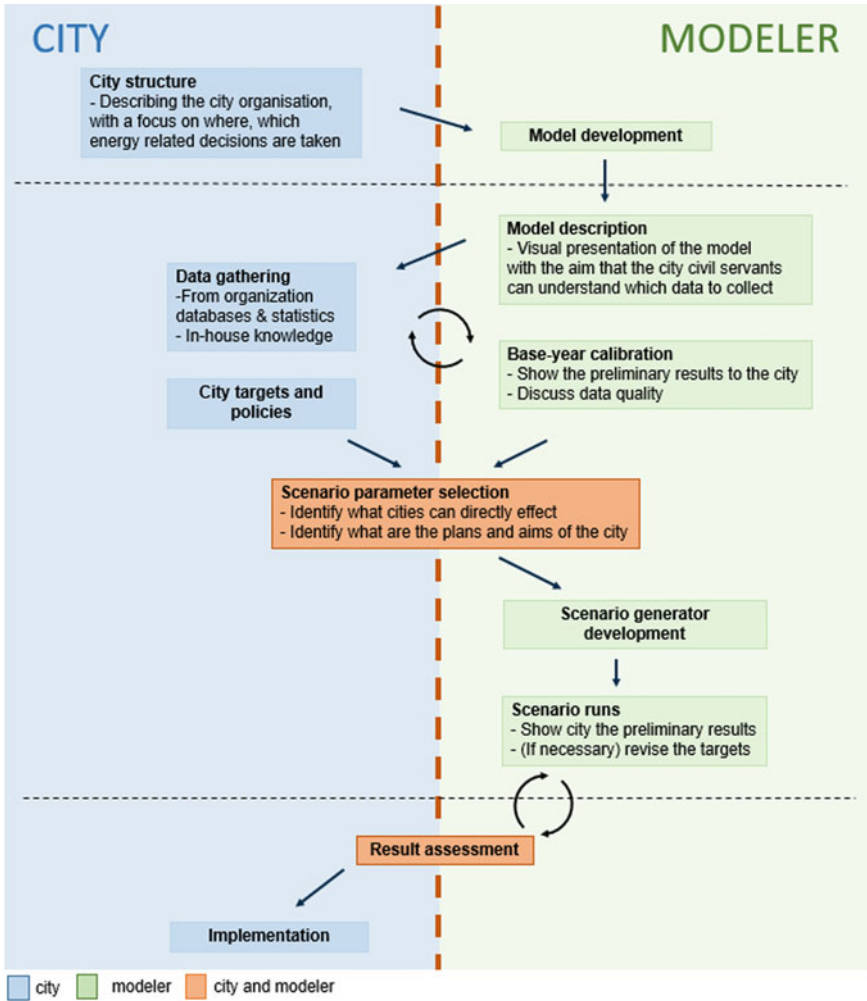 CITY
MODELER
City structure
- Describing the city organisation,
with a focus on where, which
energy related decisions are taken
Model development
Model description
- Visual presentation of the model
with the aim that the city civil servants
can understand which data to collect
Data gathering
-From organization
databases & statistics
- In-house knowledge
Base-year calibration
- Show the preliminary results to the city
- Discuss data quality
City targets and
policies
Scenario parameter selection
- Identify what cities can directly effect
- Identify what are the plans and aims of the city
Scenario generator
development
Scenario runs
- Show city the preliminary results
- (If necessary) revise the targets
Result assessment
Implementation
city
modeler
city and modeler